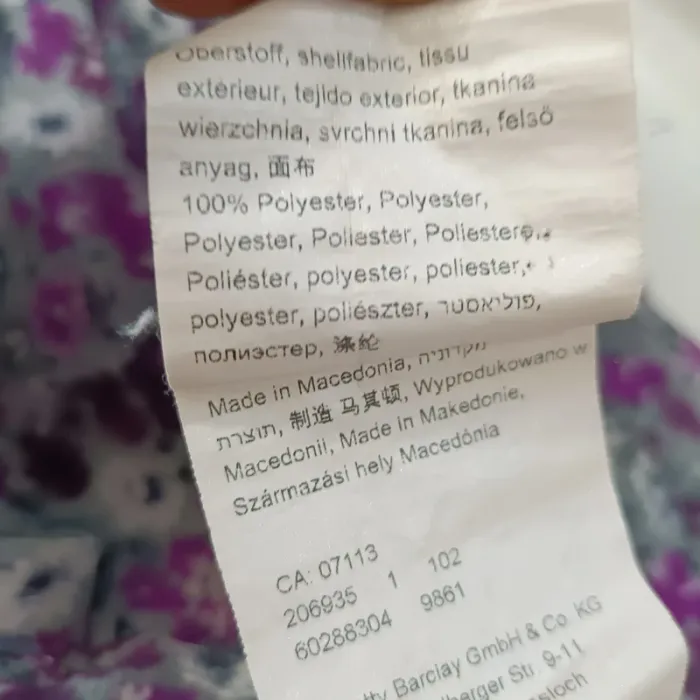 Oberstoff, shellfabric, tissu
extérieur, tejido exterior, tkanina
wierzchnia, svrchní tkanina, felső
anyag, 面布
100% Polyester, Polyester,
Polyester, Poliester, Poliestere,
Poliéster, polyester, poliester,
polyester, poliészter, פוליאסטר,
полиэстер, 涤纶
Made in Macedonia, מקדוניה
תוצרת, 制造 马其顿, Wyprodukowano w
Macedonii, Made in Makedonie,
Származási hely Macedónia
CA: 07113
206935 1 102
60288304 9861
Barclay GmbH & Co. KG
Str. 9-11